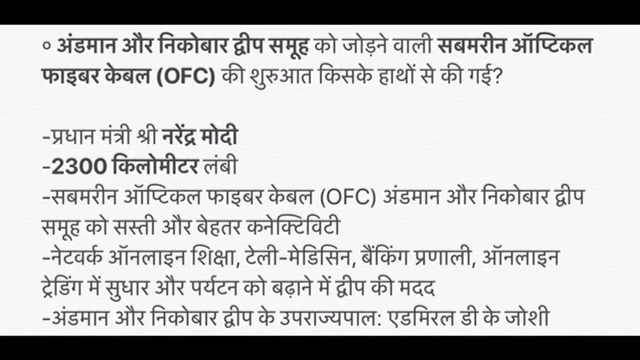 ० अंडमान और निकोबार द्वीप समूह को जोड़ने वाली सबमरीन ऑप्टिकल
फाइबर केबल (OFC) की शुरुआत किसके हाथों से की गई?
-प्रधान मंत्री श्री नरेंद्र मोदी
-2300 किलोमीटर लंबी
-सबमरीन ऑप्टिकल फाइबर केबल (OFC) अंडमान और निकोबार द्वीप
समूह को सस्ती और बेहतर कनेक्टिविटी
-नेटवर्क ऑनलाइन शिक्षा, टेली-मेडिसिन, बैंकिंग प्रणाली, ऑनलाइन
ट्रेडिंग में सुधार और पर्यटन को बढ़ाने में द्वीप की मदद
-अंडमान और निकोबार द्वीप के उपराज्यपाल: एडमिरल डी के जोशी